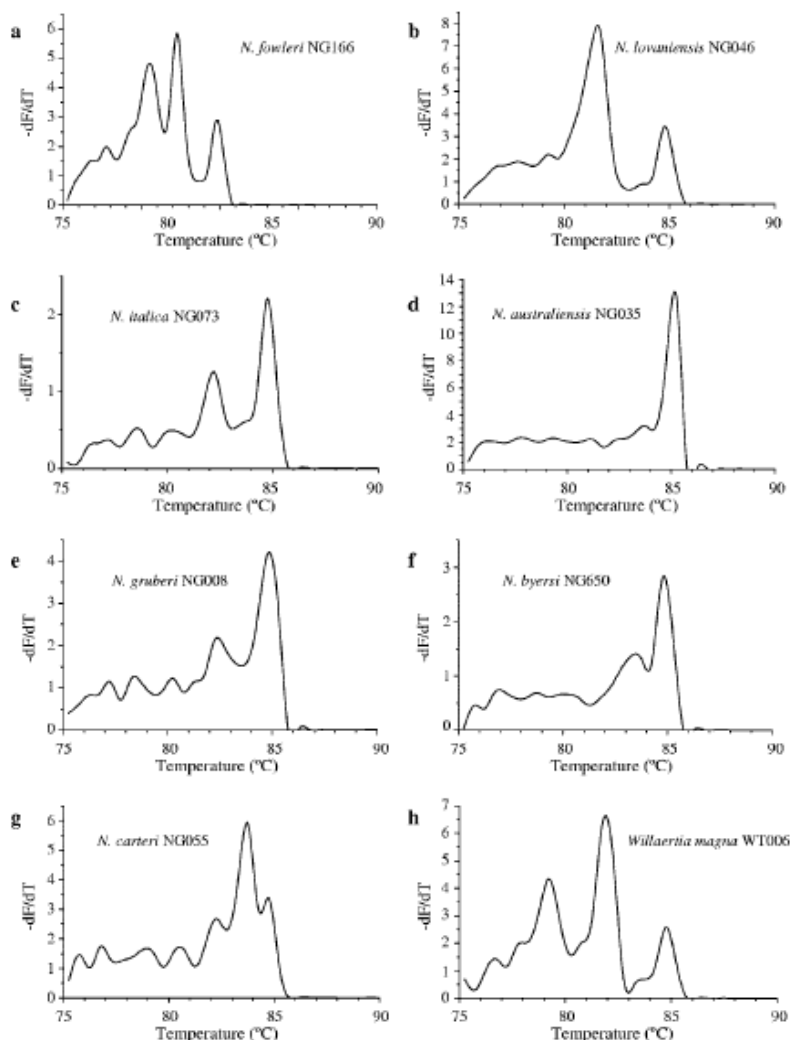 a
N. fowleri NG166
-dF/dT
6
5
4
3
2
1
0
75 80 85 90
Temperature (ºC)
b
N. lovaniensis NG046
-dF/dT
8
7
6
5
4
3
2
1
0
75 80 85 90
Temperature (ºC)
c
N. italica NG073
-dF/dT
2
1
0
75 80 85 90
Temperature (ºC)
d
N. australiensis NG035
-dF/dT
14
12
10
8
6
4
2
0
75 80 85 90
Temperature (ºC)
e
N. gruberi NG008
-dF/dT
4
3
2
1
0
75 80 85 90
Temperature (ºC)
f
N. byersi NG650
-dF/dT
3
2
1
0
75 80 85 90
Temperature (ºC)
g
N. carteri NG055
-dF/dT
6
5
4
3
2
1
0
75 80 85 90
Temperature (ºC)
h
Willaertia magna WT006
-dF/dT
7
6
5
4
3
2
1
0
75 80 85 90
Temperature (ºC)